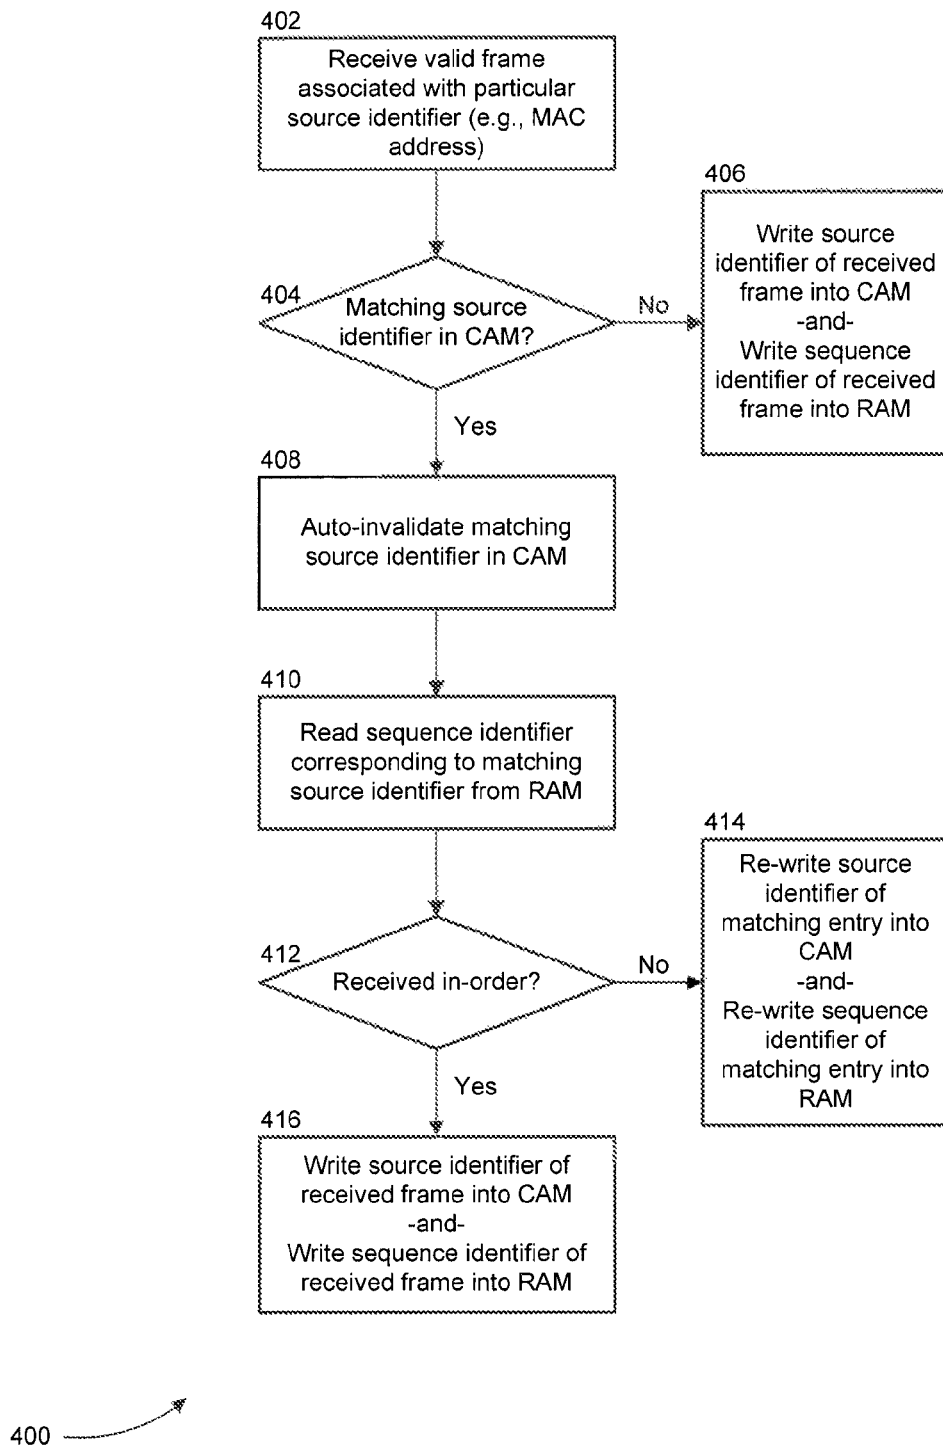 402
Receive valid frame
associated with particular
source identifier (e.g., MAC
address)
404
Matching source
identifier in CAM?
No
406
Write source
identifier of received
frame into CAM
-and-
Write sequence
identifier of received
frame into RAM
Yes
408
Auto-invalidate matching
source identifier in CAM
410
Read sequence identifier
corresponding to matching
source identifier from RAM
412
Received in-order?
No
414
Re-write source
identifier of
matching entry into
CAM
-and-
Re-write sequence
identifier of
matching entry into
RAM
Yes
416
Write source identifier of
received frame into CAM
-and-
Write sequence identifier of
received frame into RAM
400